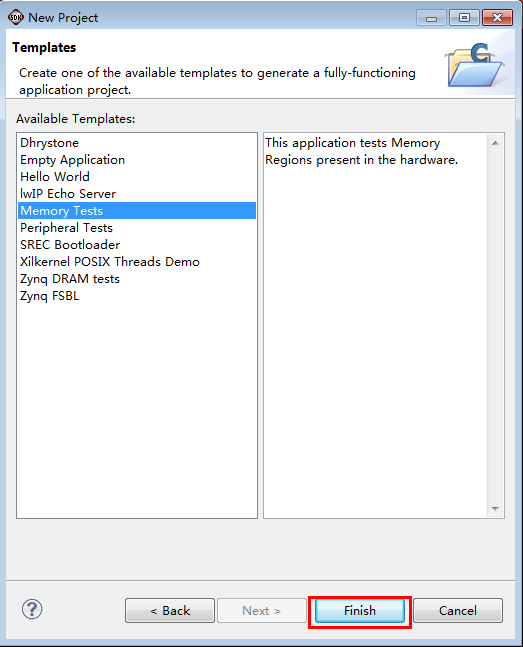 SDK New Project
Templates
Create one of the available templates to generate a fully-functioning
application project.
C
Available Templates:
Dhrystone
Empty Application
Hello World
lwIP Echo Server
Memory Tests
Peripheral Tests
SREC Bootloader
Xilkernel POSIX Threads Demo
Zynq DRAM tests
Zynq FSBL
This application tests Memory
Regions present in the hardware.
?
< Back
Next >
Finish
Cancel